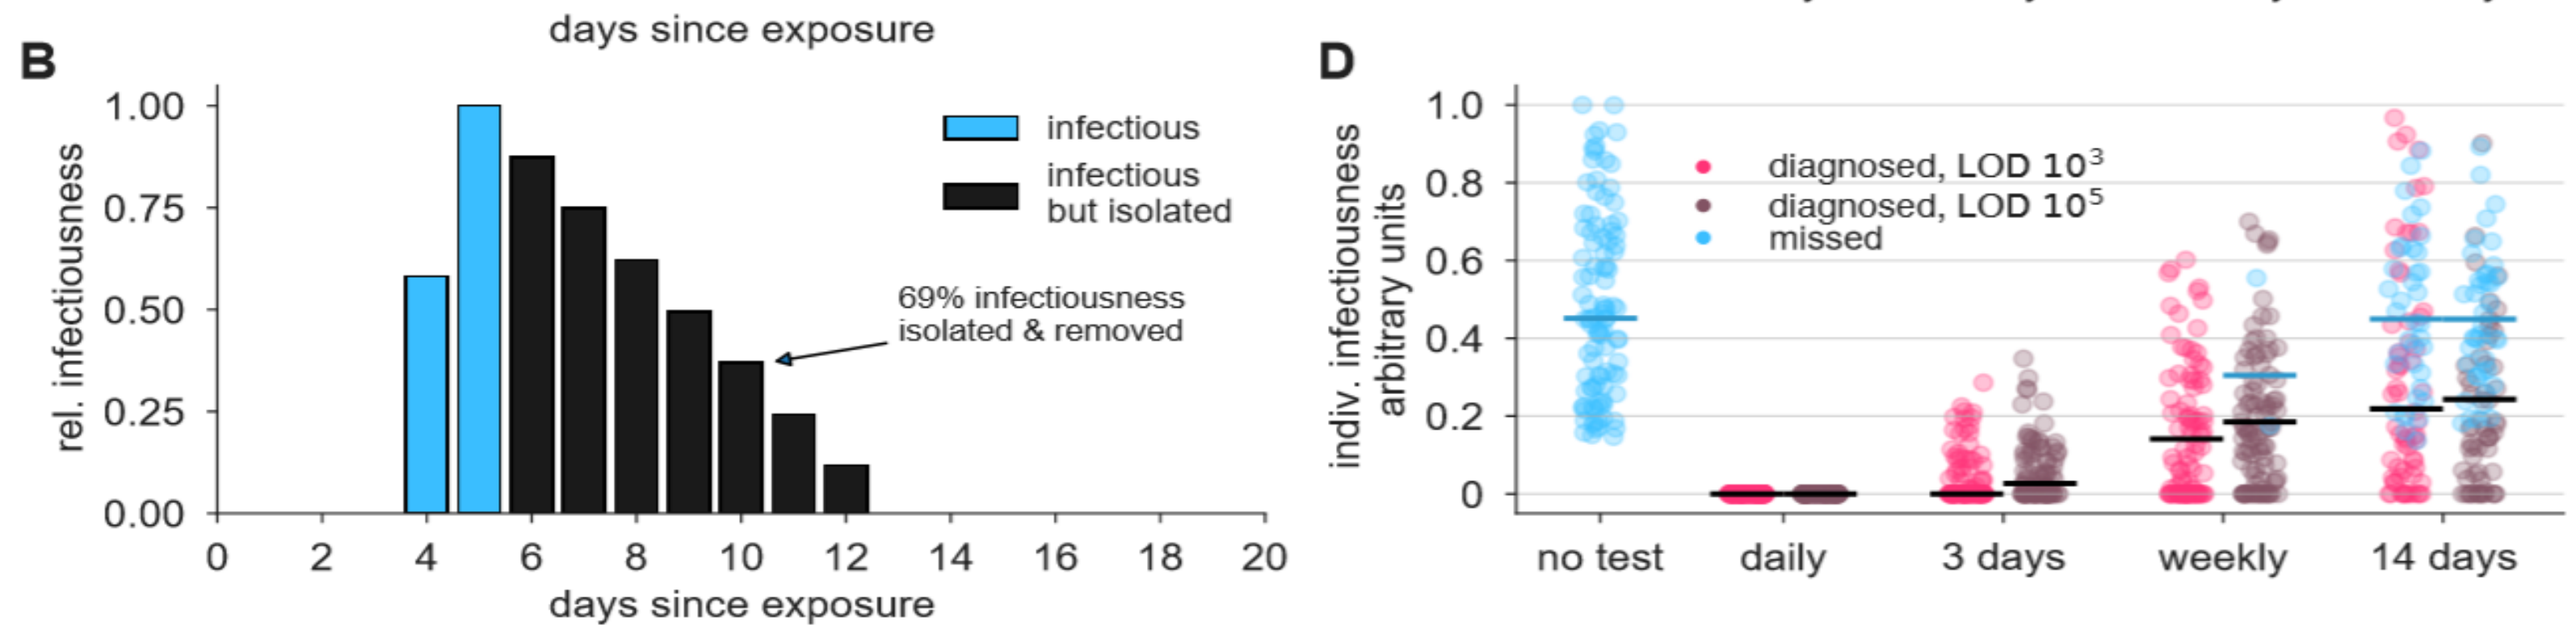 days since exposure
B
1.00
0.75
0.50
0.25
0.00
rel. infectiousness
infectious
infectious
but isolated
69% infectiousness
isolated & removed
0 2 4 6 8 10 12 14 16 18 20
days since exposure
D
1.0
0.8
0.6
0.4
0.2
0
indiv. infectiousness
arbitrary units
diagnosed, LOD 10³
diagnosed, LOD 10⁵
missed
no test daily 3 days weekly 14 days